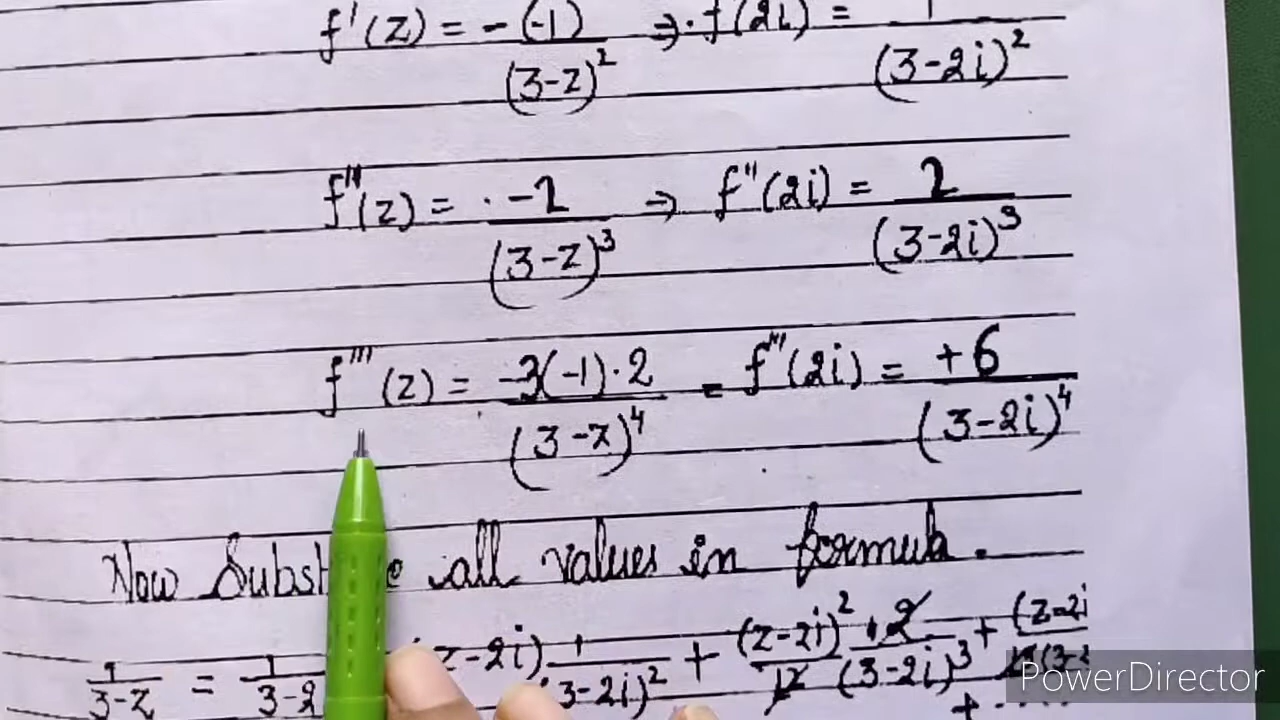 f'(z) = -(-1)/(3-z)² ⇒ f(2i) = 1/(3-2i)²
f'''(z) = -2/(3-z)³ → f''(2i) = 2/(3-2i)³
f'''(z) = -3(-1)·2/(3-z)⁴ = f'''(2i) = +6/(3-2i)⁴
Now all values in formula.
1/(3-z) = 1/(3-2 z-2i) 1/(3-2i)² + (z-2i)²/12 · 2/(3-2i)³ + (z-2i
+ ....
PowerDirector